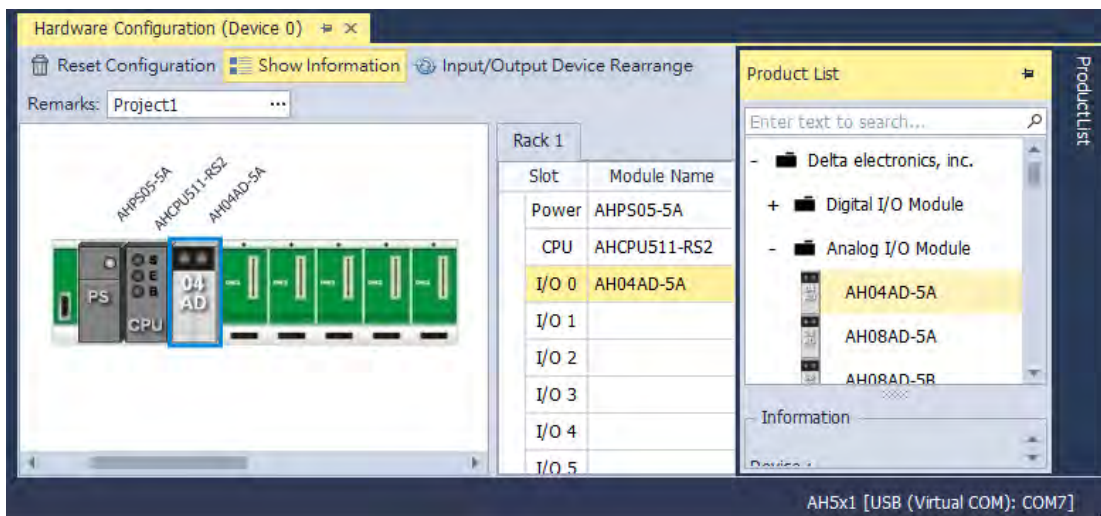 Hardware Configuration (Device 0)
Reset Configuration Show Information Input/Output Device Rearrange
Remarks: Project1 ...
AHPS05-5A
AHCPU511-RS2
AH04AD-5A
PS
S
E
B
CPU
04
AD
Rack 1
Slot Module Name
Power AHPS05-5A
CPU AHCPU511-RS2
I/O 0 AH04AD-5A
I/O 1
I/O 2
I/O 3
I/O 4
I/O 5
Product List
Enter text to search...
- Delta electronics, inc.
+ Digital I/O Module
- Analog I/O Module
AH04AD-5A
AH08AD-5A
AH08AD-5B
Information
Device :
ProductList
AH5x1 [USB (Virtual COM): COM7]